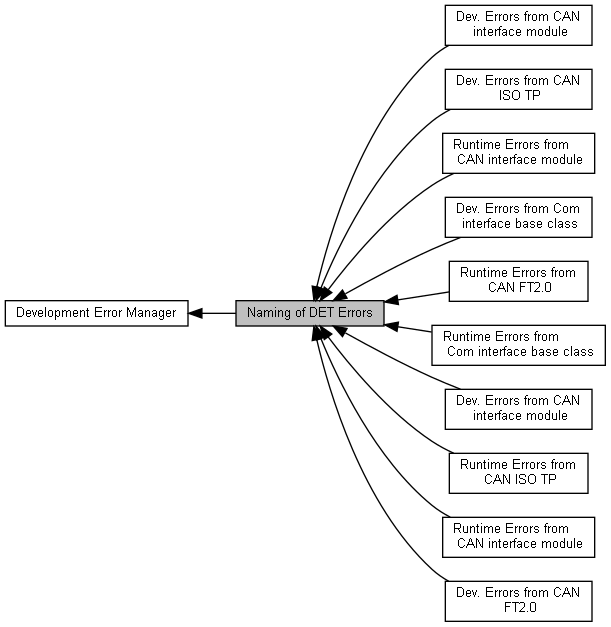 Dev. Errors from CAN
interface module
Dev. Errors from CAN
ISO TP
Runtime Errors from
CAN interface module
Dev. Errors from Com
interface base class
Runtime Errors from
CAN FT2.0
Development Error Manager
Naming of DET Errors
Runtime Errors from
Com interface base class
Dev. Errors from CAN
interface module
Runtime Errors from
CAN ISO TP
Runtime Errors from
CAN interface module
Dev. Errors from CAN
FT2.0